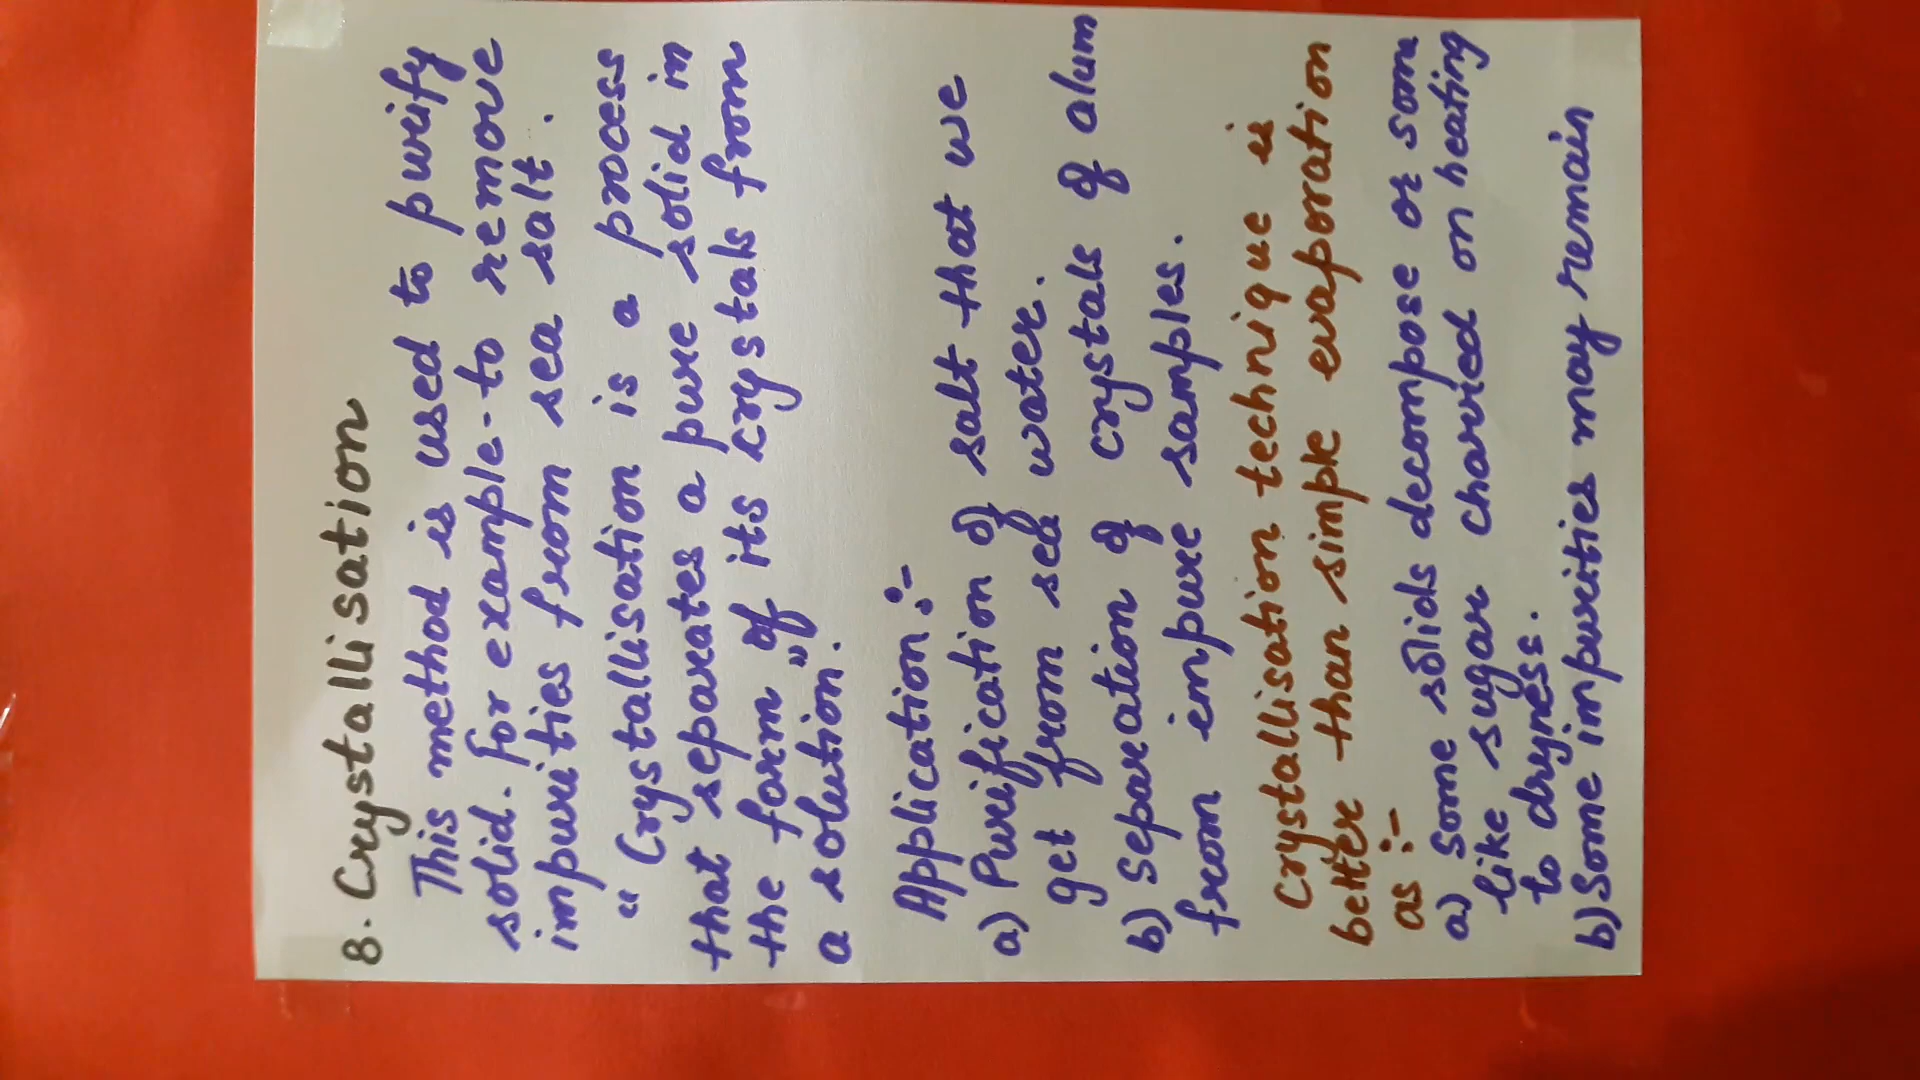 8. Crystallisation
This method is used to purify
solid. For example-to remove
impurities from sea salt.
" Crystallisation is a process
that separates a pure solid in
the form of its crystals from
a solution."
Application:-
a) Purification of salt that we
get from sea water.
b) Separation of crystals of alum
from impure samples.
Crystallisation technique is
better than simple evaporation
as :-
a) Some solids decompose or som
like sugar charried on heating
to dryness.
b) Some impurities may remain